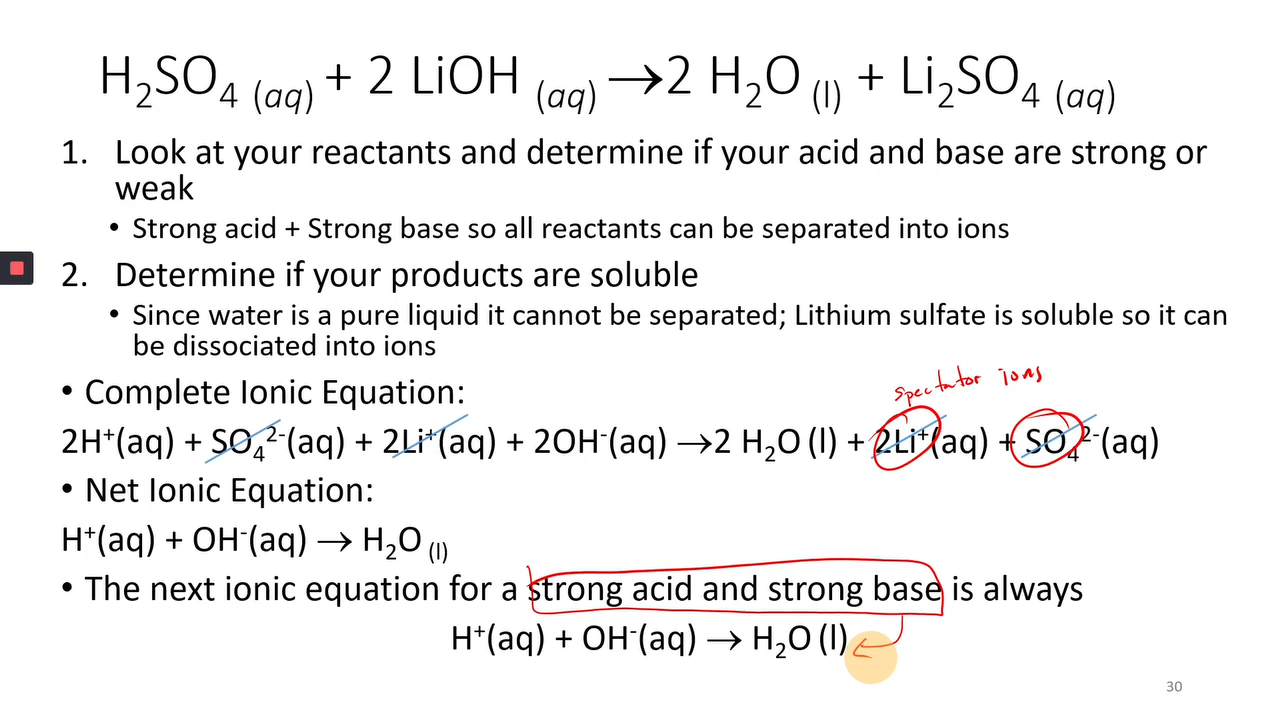 H₂SO₄ (aq) + 2 LiOH (aq) →2 H₂O (l) + Li₂SO₄ (aq)
1. Look at your reactants and determine if your acid and base are strong or
weak
• Strong acid + Strong base so all reactants can be separated into ions
2. Determine if your products are soluble
• Since water is a pure liquid it cannot be separated; Lithium sulfate is soluble so it can
be dissociated into ions
• Complete Ionic Equation:
spectator ions
2H⁺(aq) + SO₄²⁻(aq) + 2Li⁺(aq) + 2OH⁻(aq) →2 H₂O (l) + 2Li⁺(aq) + SO₄²⁻(aq)
• Net Ionic Equation:
H⁺(aq) + OH⁻(aq) → H₂O (l)
• The next ionic equation for a strong acid and strong base is always
H⁺(aq) + OH⁻(aq) → H₂O (l)
30